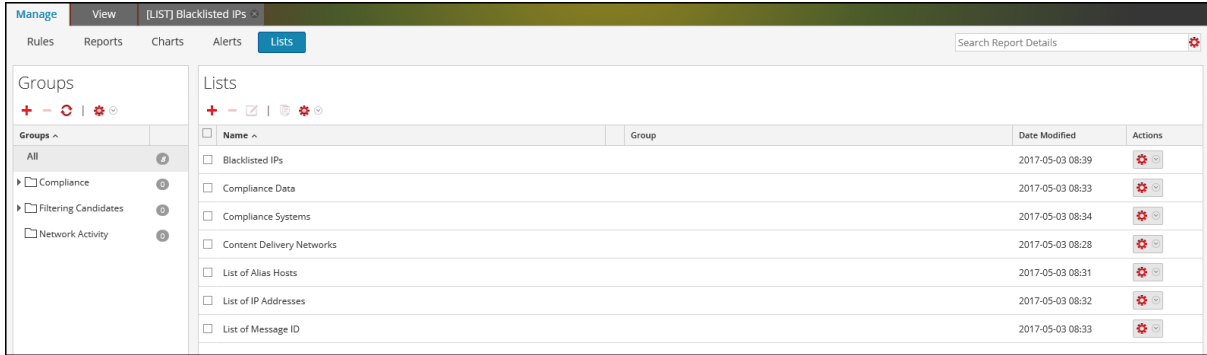 Manage View [LIST] Blacklisted IPs ×
Rules Reports Charts Alerts Lists Search Report Details
Groups Lists
Groups Name Group Date Modified Actions
All
Blacklisted IPs 2017-05-03 08:39
Compliance 0 Compliance Data 2017-05-03 08:33
Filtering Candidates 0 Compliance Systems 2017-05-03 08:34
Network Activity 0 Content Delivery Networks 2017-05-03 08:28
List of Alias Hosts 2017-05-03 08:31
List of IP Addresses 2017-05-03 08:32
List of Message ID 2017-05-03 08:33